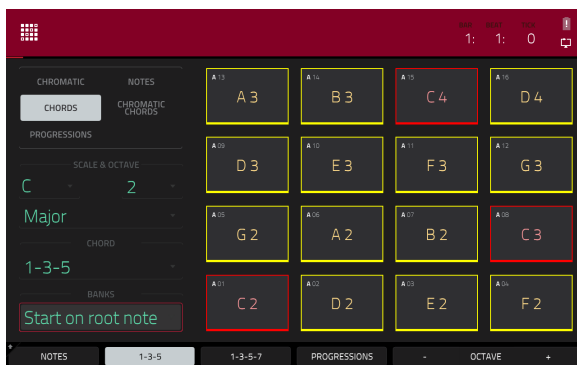 BAR: BEAT: TICK
1: 1: 0
!
CHROMATIC NOTES
CHORDS CHROMATIC CHORDS
PROGRESSIONS
SCALE & OCTAVE
C 2
Major
CHORD
1-3-5
BANKS
Start on root note
A 13 A 14 A 15 A 16
A 3 B 3 C 4 D 4
A 09 A 10 A 11 A 12
D 3 E 3 F 3 G 3
A 05 A 06 A 07 A 08
G 2 A 2 B 2 C 3
A 01 A 02 A 03 A 04
C 2 D 2 E 2 F 2
NOTES 1-3-5 1-3-5-7 PROGRESSIONS - OCTAVE +